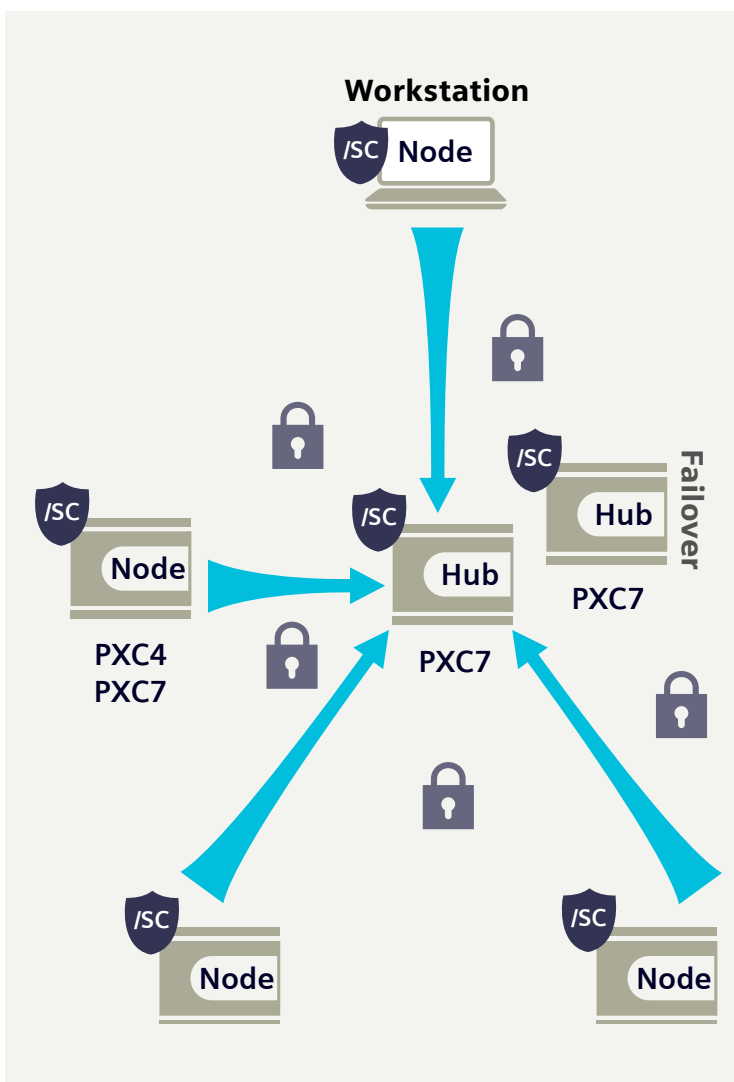 Workstation
/SC
Node
/SC
Hub
Failover
PXC7
/SC
Node
PXC4
PXC7
/SC
Hub
PXC7
/SC
Node
/SC
Node